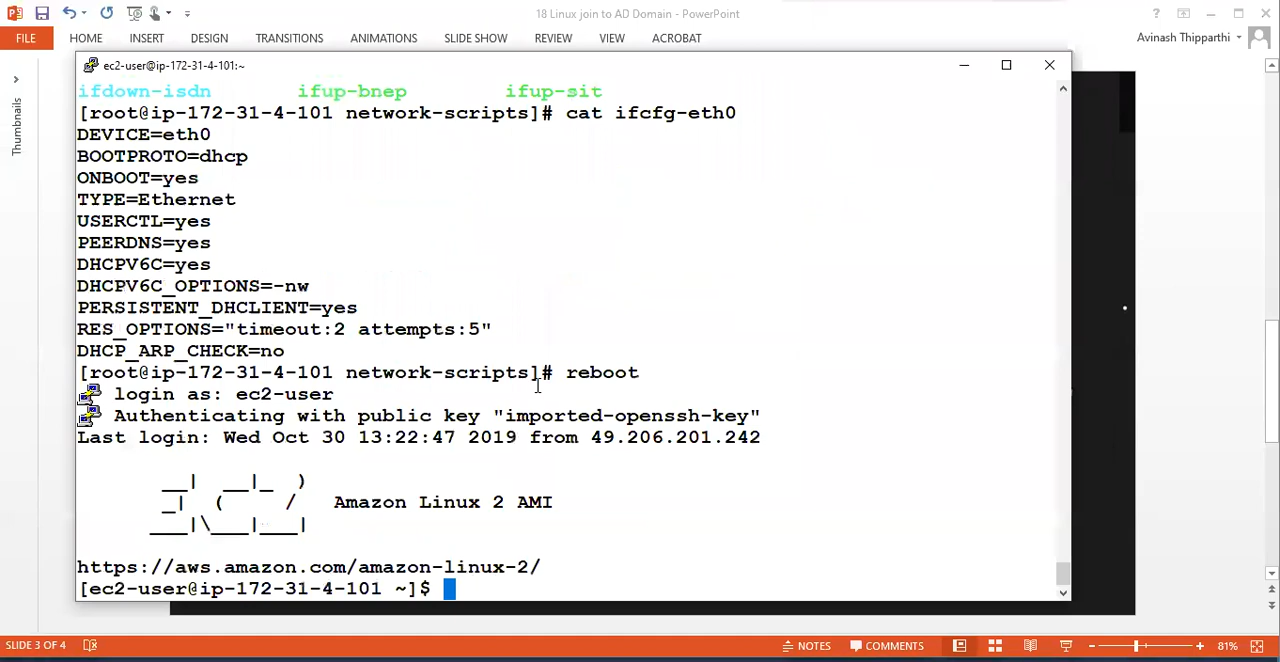 18 Linux join to AD Domain - PowerPoint
FILE HOME INSERT DESIGN TRANSITIONS ANIMATIONS SLIDE SHOW REVIEW VIEW ACROBAT Avinash Thipparthi
Thumbnails
ec2-user@ip-172-31-4-101:~
ifdown-isdn ifup-bnep ifup-sit
[root@ip-172-31-4-101 network-scripts]# cat ifcfg-eth0
DEVICE=eth0
BOOTPROTO=dhcp
ONBOOT=yes
TYPE=Ethernet
USERCTL=yes
PEERDNS=yes
DHCPV6C=yes
DHCPV6C_OPTIONS=-nw
PERSISTENT_DHCLIENT=yes
RES_OPTIONS="timeout:2 attempts:5"
DHCP_ARP_CHECK=no
[root@ip-172-31-4-101 network-scripts]# reboot
login as: ec2-user
Authenticating with public key "imported-openssh-key"
Last login: Wed Oct 30 13:22:47 2019 from 49.206.201.242
__| __|_ )
_| ( / Amazon Linux 2 AMI
___|\___|___|
https://aws.amazon.com/amazon-linux-2/
[ec2-user@ip-172-31-4-101 ~]$
SLIDE 3 OF 4 NOTES COMMENTS 81%